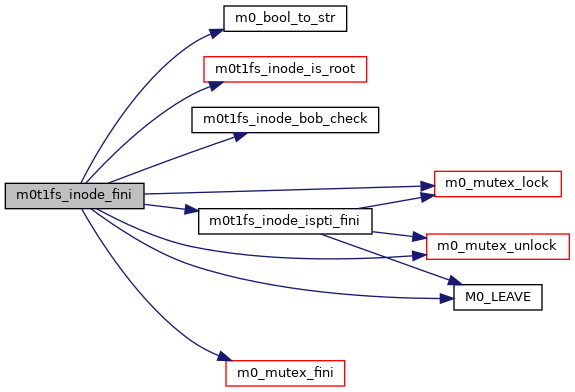 m0_bool_to_str
m0t1fs_inode_is_root
m0t1fs_inode_bob_check
m0_mutex_lock
m0t1fs_inode_fini
m0t1fs_inode_ispti_fini
m0_mutex_unlock
M0_LEAVE
m0_mutex_fini